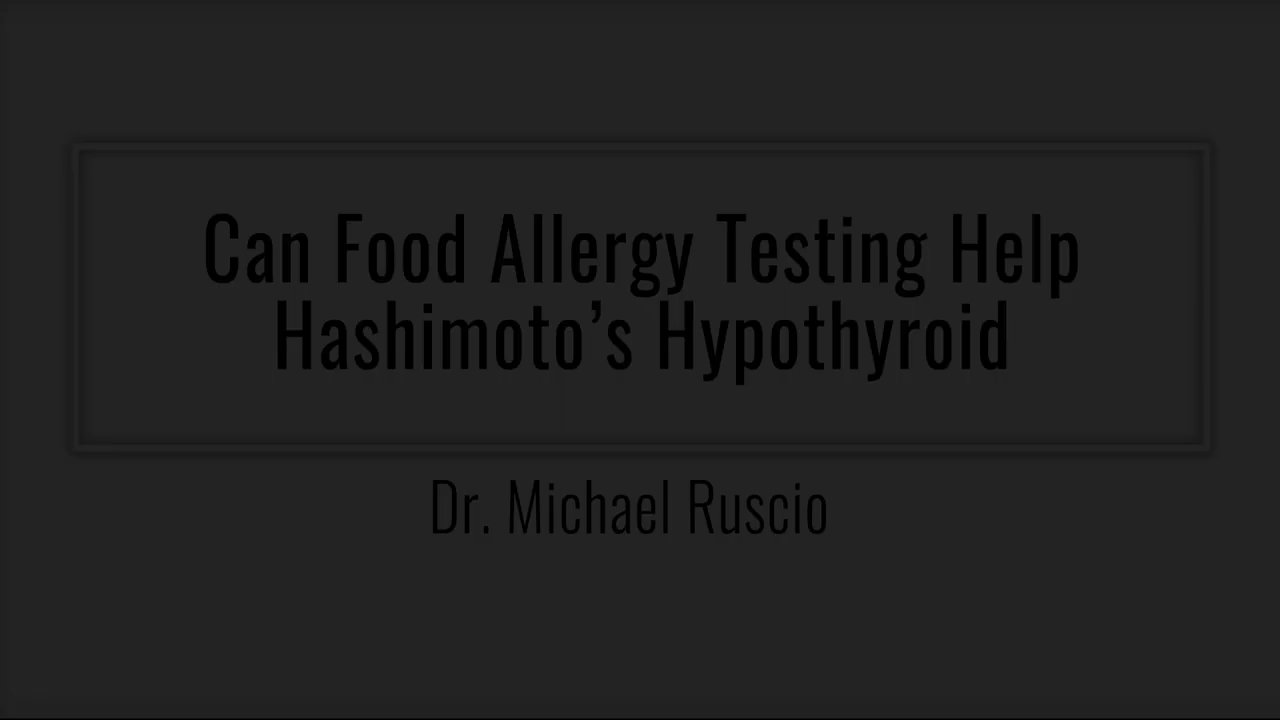 Can Food Allergy Testing Help
Hashimoto’s Hypothyroid
Dr. Michael Ruscio